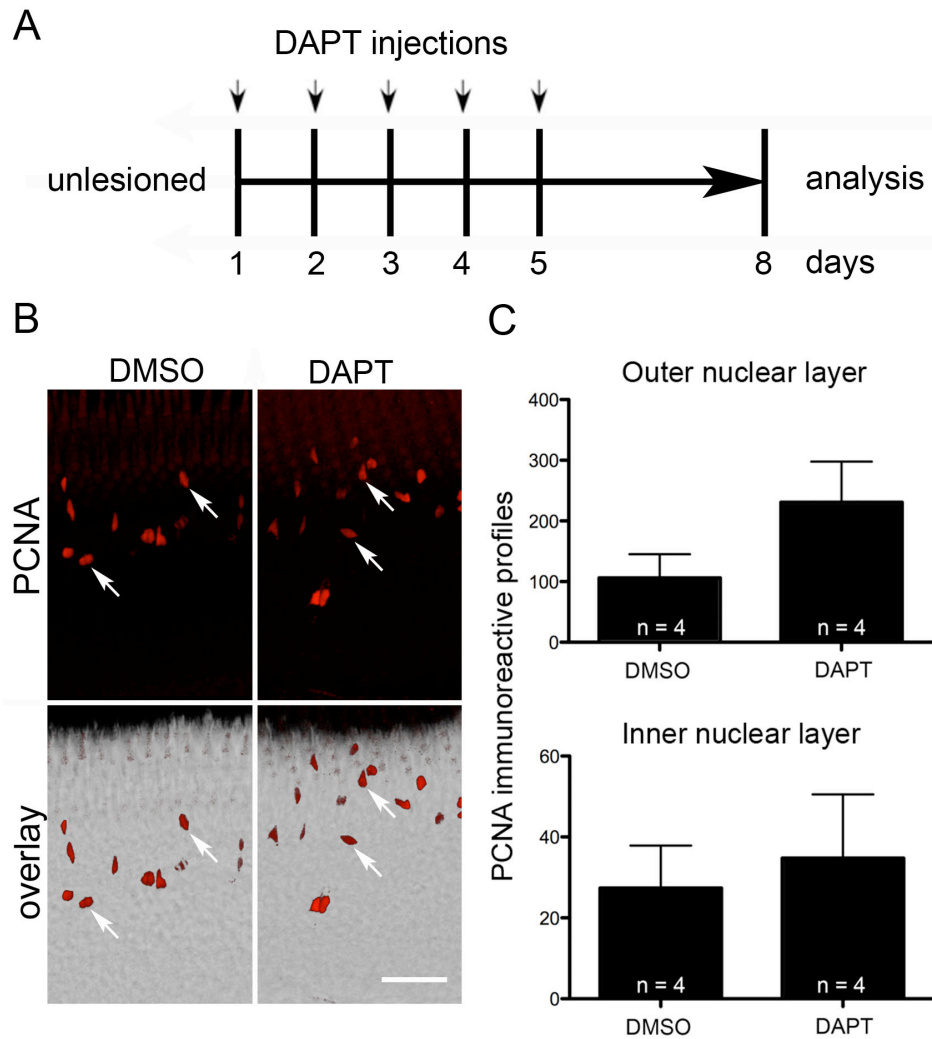 A
DAPT injections
unlesioned
analysis
1 2 3 4 5 8 days
B
DMSO DAPT
PCNA
overlay
C
PCNA immunoreactive profiles
Outer nuclear layer
400
300
200
100
0
n = 4 n = 4
DMSO DAPT
Inner nuclear layer
60
40
20
0
n = 4 n = 4
DMSO DAPT